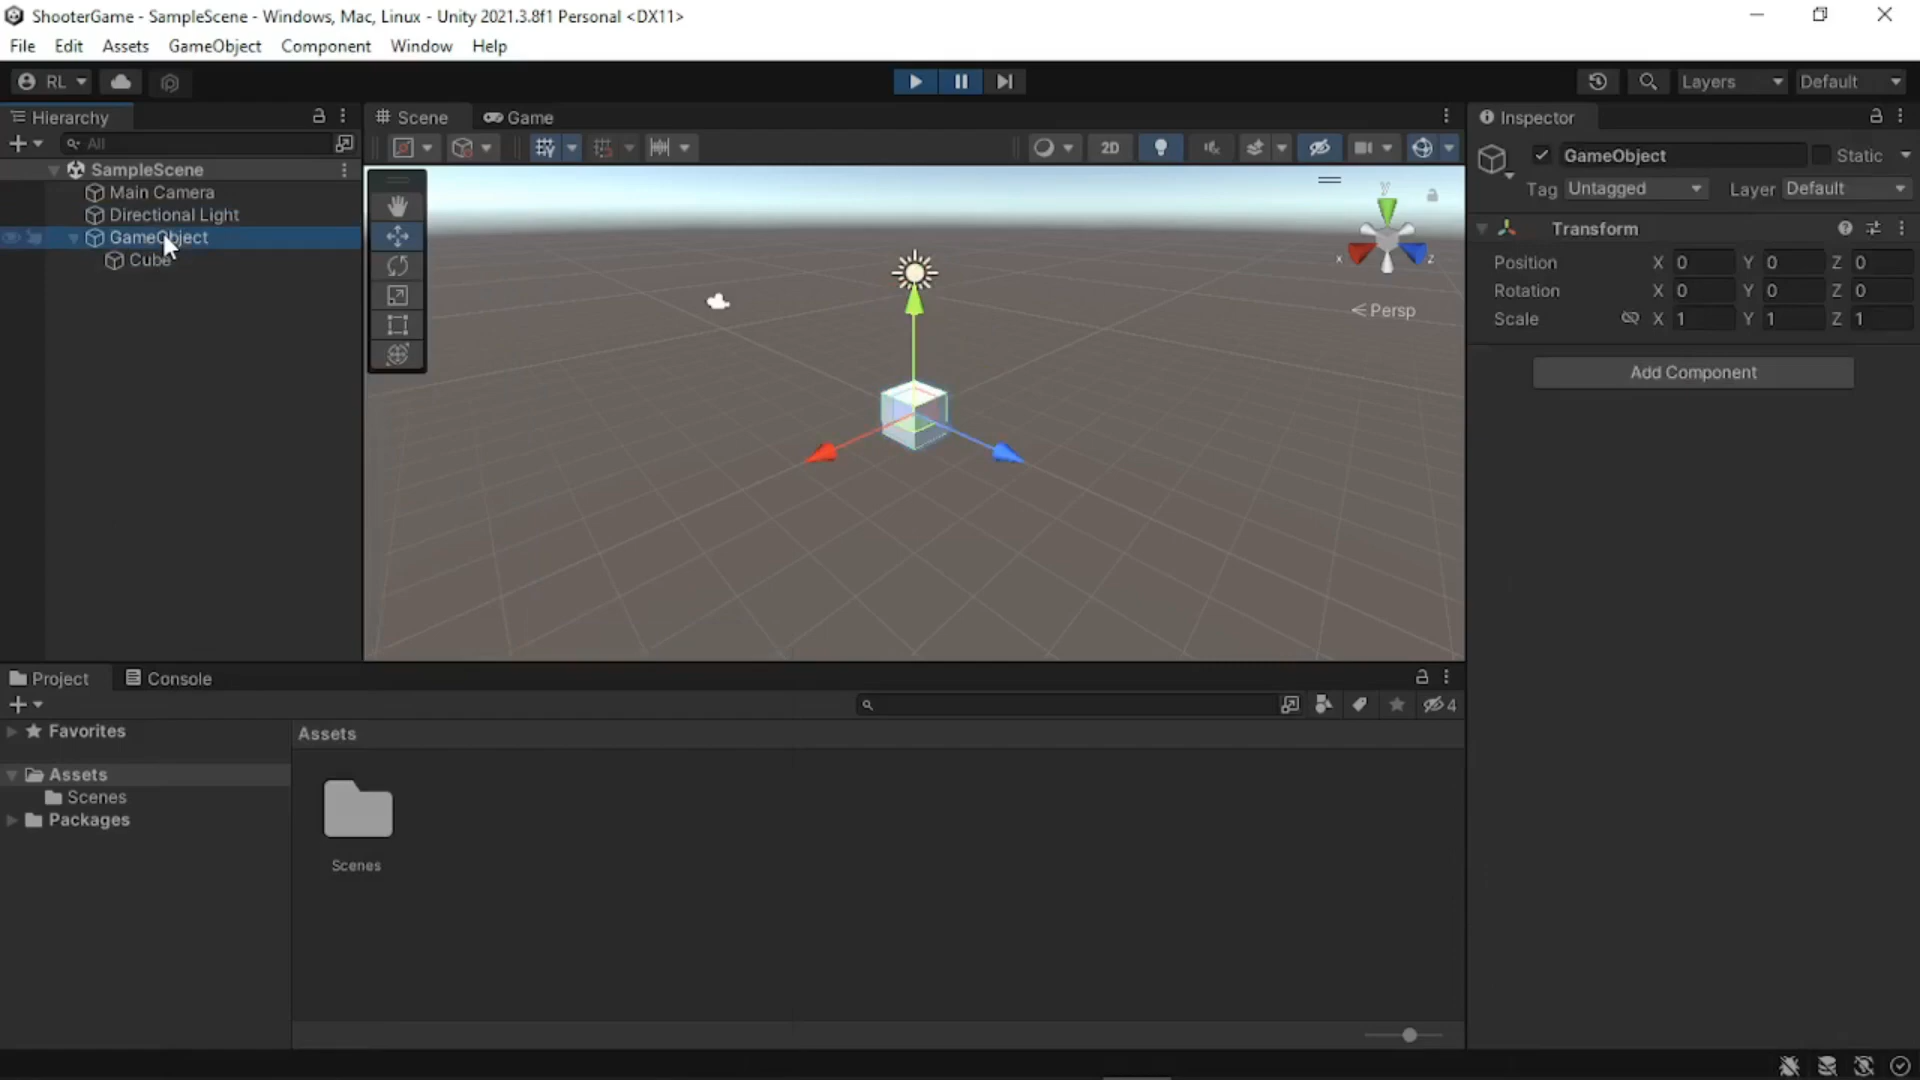 ShooterGame - SampleScene - Windows, Mac, Linux - Unity 2021.3.8f1 Personal <DX11>
File Edit Assets GameObject Component Window Help
RL Layers Default
Hierarchy
All
SampleScene
Main Camera
Directional Light
GameObject
Cube
Scene Game
2D
y
x z
Persp
Inspector
GameObject Static
Tag Untagged Layer Default
Transform
Position X 0 Y 0 Z 0
Rotation X 0 Y 0 Z 0
Scale X 1 Y 1 Z 1
Add Component
Project Console
4
Favorites
Assets
Scenes
Packages
Assets
Scenes